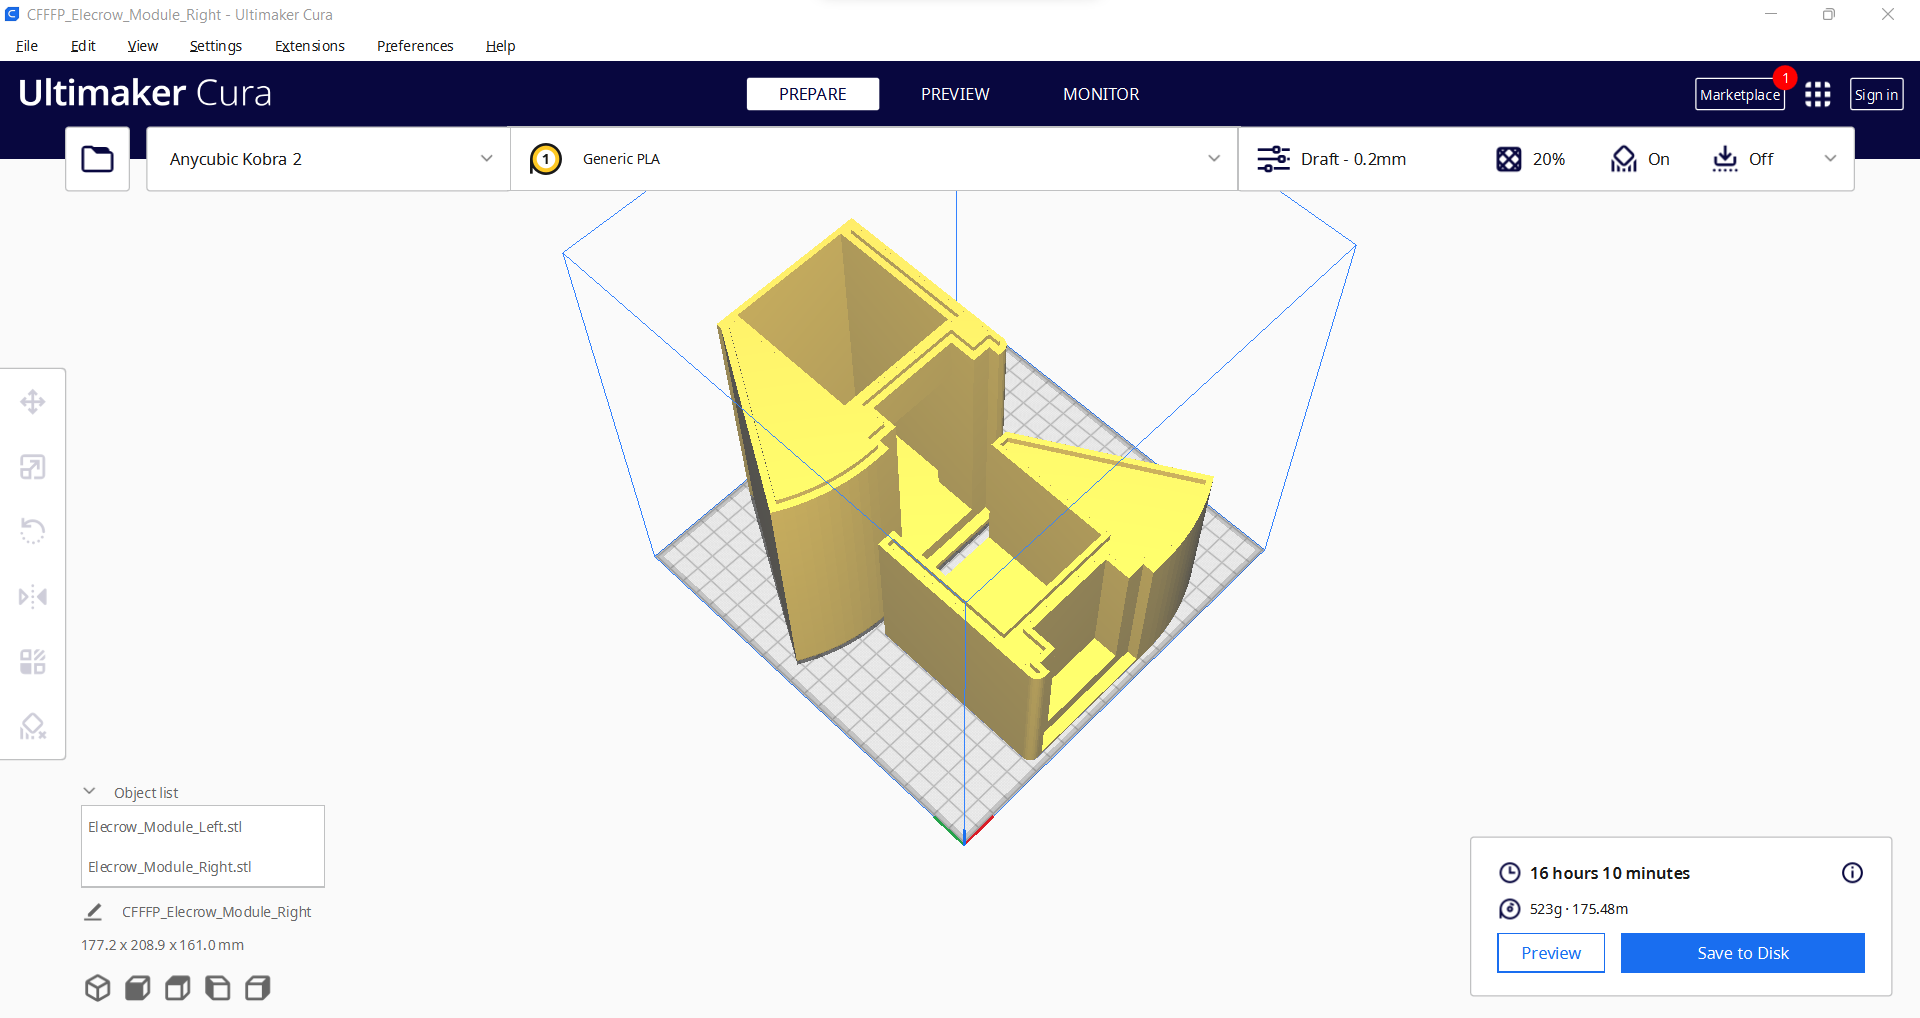 CFFFP_Elecrow_Module_Right - Ultimaker Cura
File Edit View Settings Extensions Preferences Help
Ultimaker Cura PREPARE PREVIEW MONITOR Marketplace 1 Sign in
Anycubic Kobra 2 1 Generic PLA Draft - 0.2mm 20% On Off
Object list
Elecrow_Module_Left.stl
Elecrow_Module_Right.stl
CFFFP_Elecrow_Module_Right
177.2 x 208.9 x 161.0 mm
16 hours 10 minutes
523g · 175.48m
Preview Save to Disk